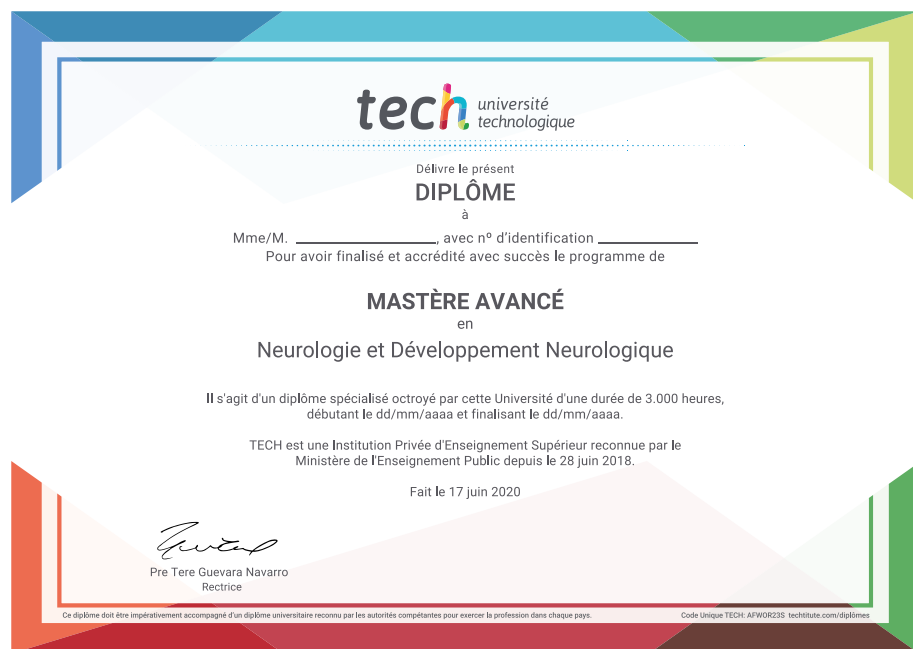 tech université
technologique
Délivre le présent
DIPLÔME
à
Mme/M. ____________, avec nº d'identification ____________
Pour avoir finalisé et accrédité avec succès le programme de
MASTÈRE AVANCÉ
en
Neurologie et Développement Neurologique
Il s'agit d'un diplôme spécialisé octroyé par cette Université d'une durée de 3.000 heures,
débutant le dd/mm/aaaa et finalisant le dd/mm/aaaa.
TECH est une Institution Privée d'Enseignement Supérieur reconnue par le
Ministère de l'Enseignement Public depuis le 28 juin 2018.
Fait le 17 juin 2020
Pre Tere Guevara Navarro
Rectrice
Ce diplôme doit être impérativement accompagné d'un diplôme universitaire reconnu par les autorités compétentes pour exercer la profession dans chaque pays.
Code Unique TECH: AFWOR23S techtitute.com/diplômes